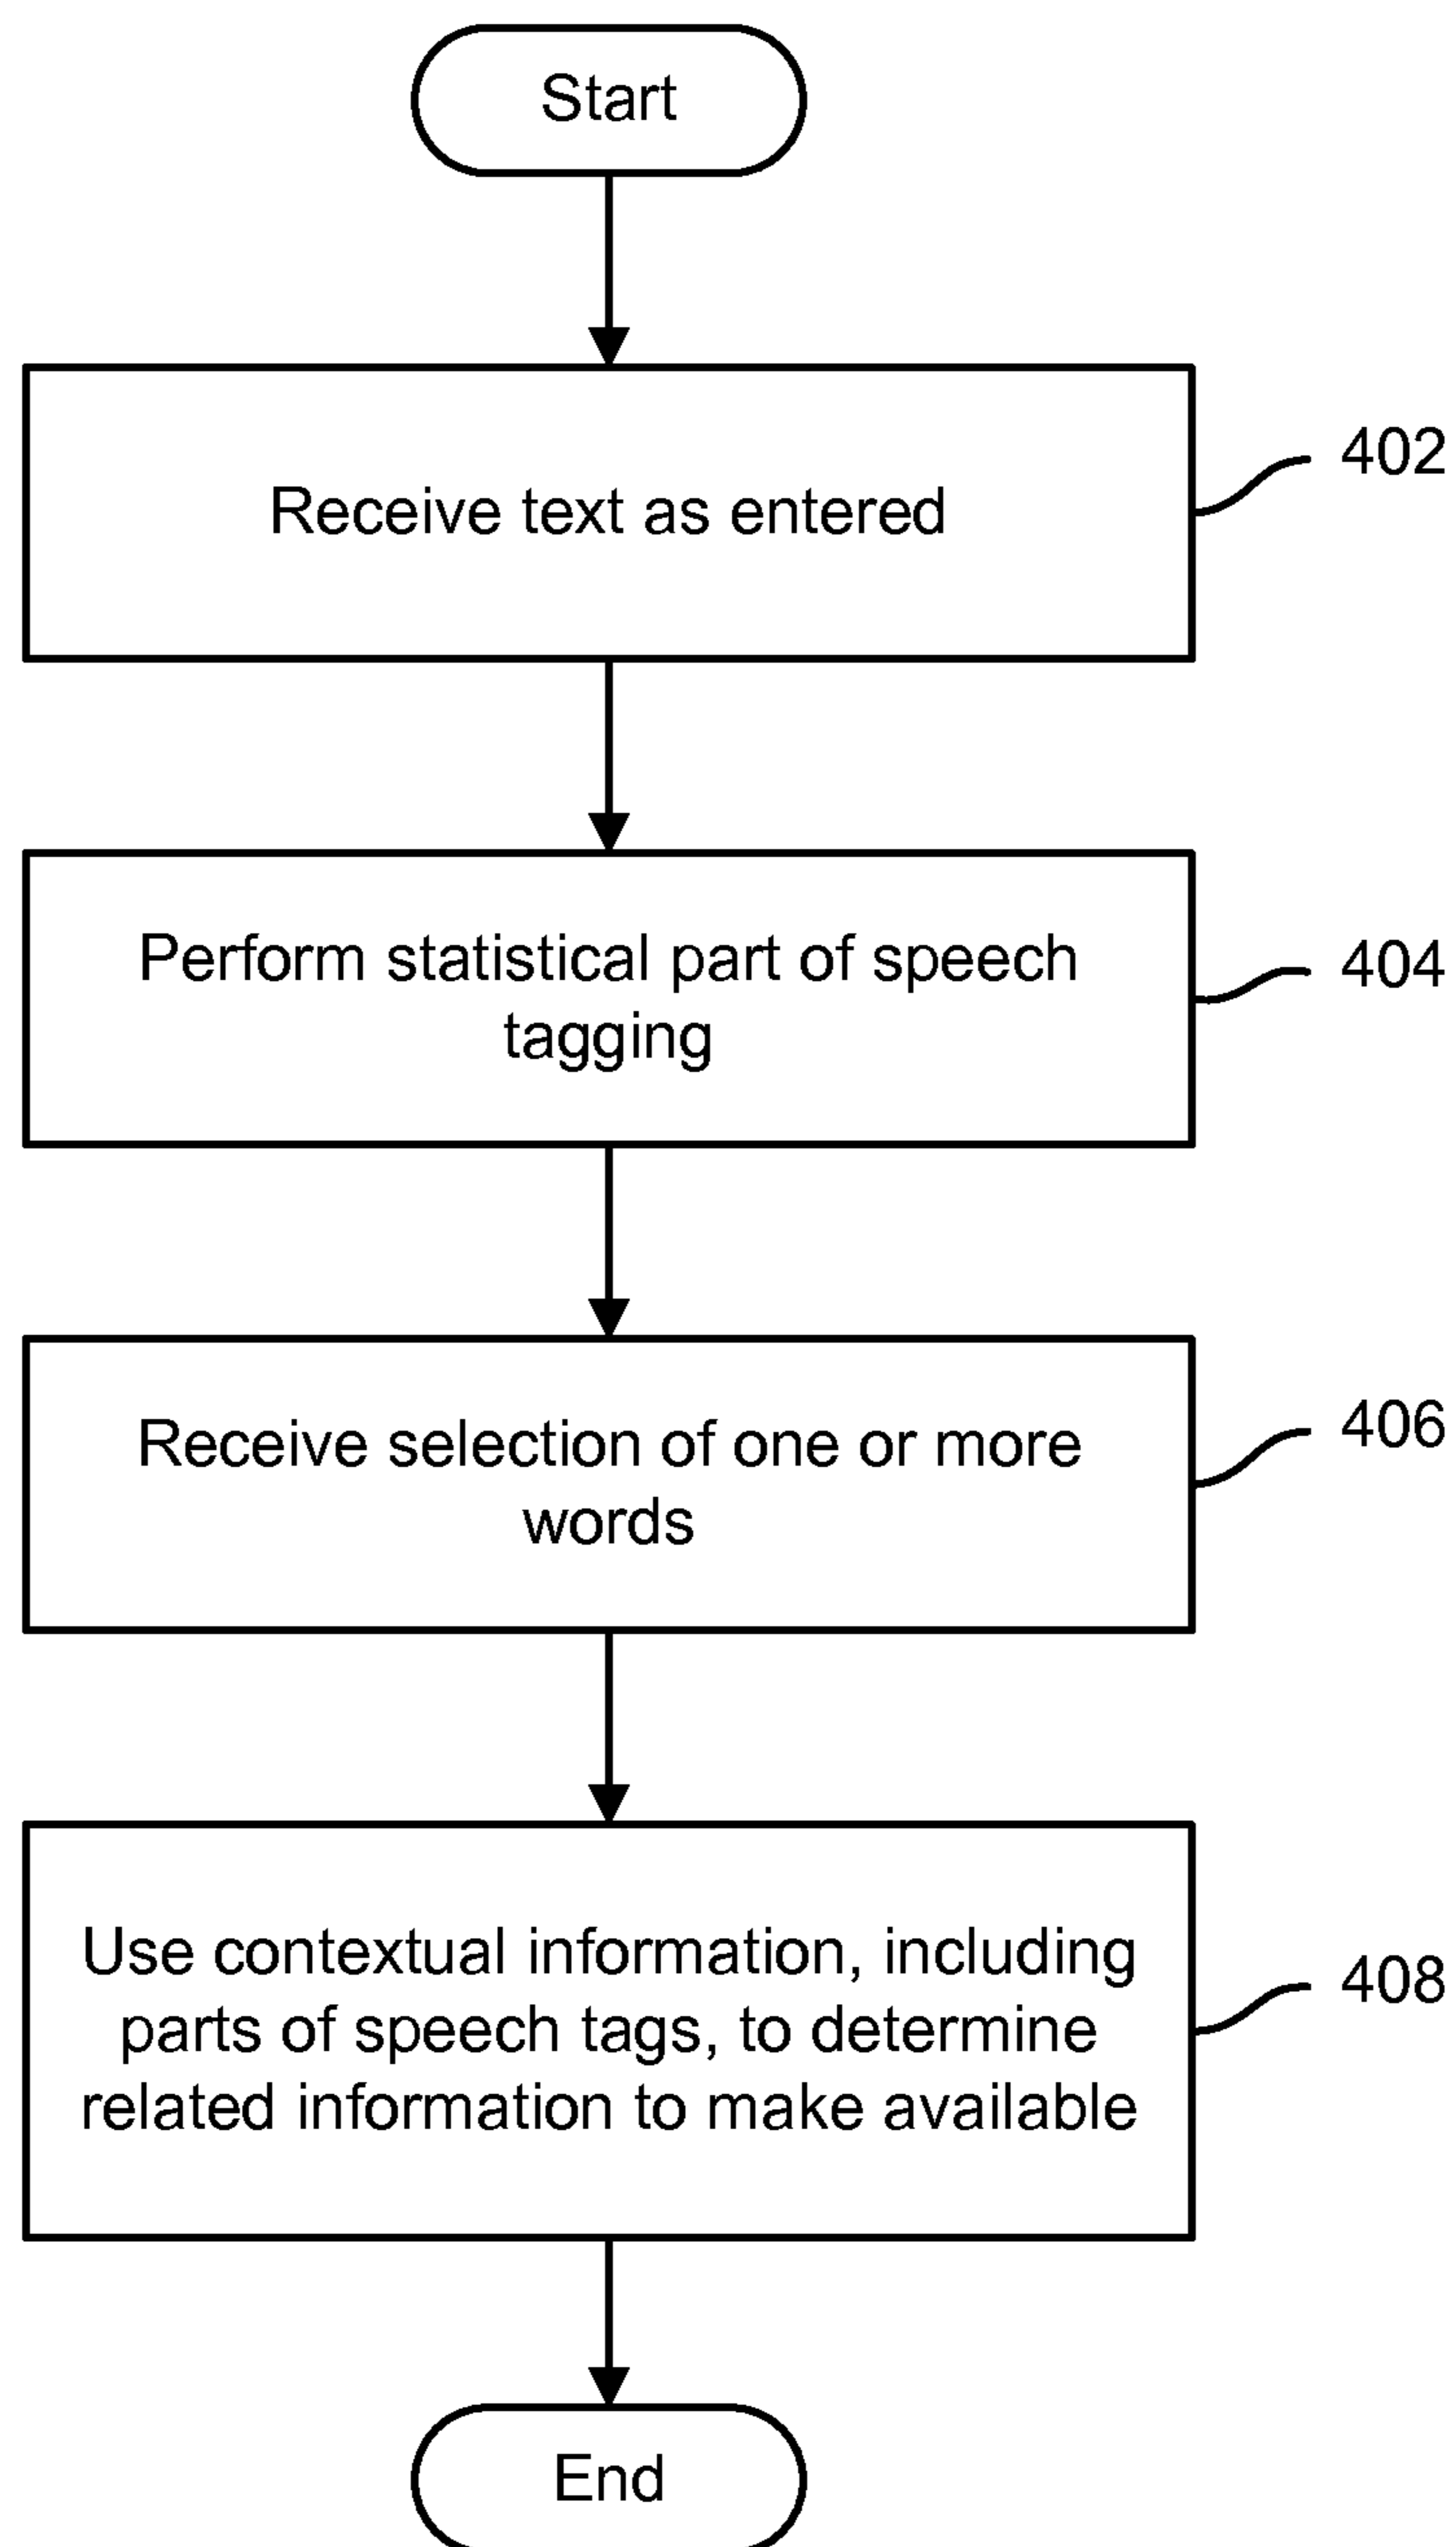 Start
Receive text as entered
402
Perform statistical part of speech
tagging
404
Receive selection of one or more
words
406
Use contextual information, including
parts of speech tags, to determine
related information to make available
408
End